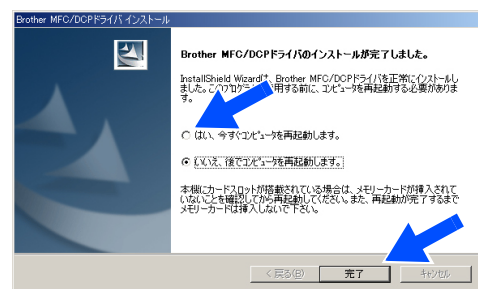 Brother MFC/DCPドライバ インストール
Brother MFC/DCPドライバのインストールが完了しました。
InstallShield Wizardは、Brother MFC/DCPドライバを正常にインストールし
ました。このプログラムを使用する前に、コンピュータを再起動する必要がありま
す。
はい、今すぐコンピュータを再起動します。
いいえ、後でコンピュータを再起動します。
本機にカードスロットが搭載されている場合は、メモリーカードが挿入されて
いないことを確認してから再起動してください。また、再起動が完了するまで
メモリーカードは挿入しないで下さい。
< 戻る(B)
完了
キャンセル